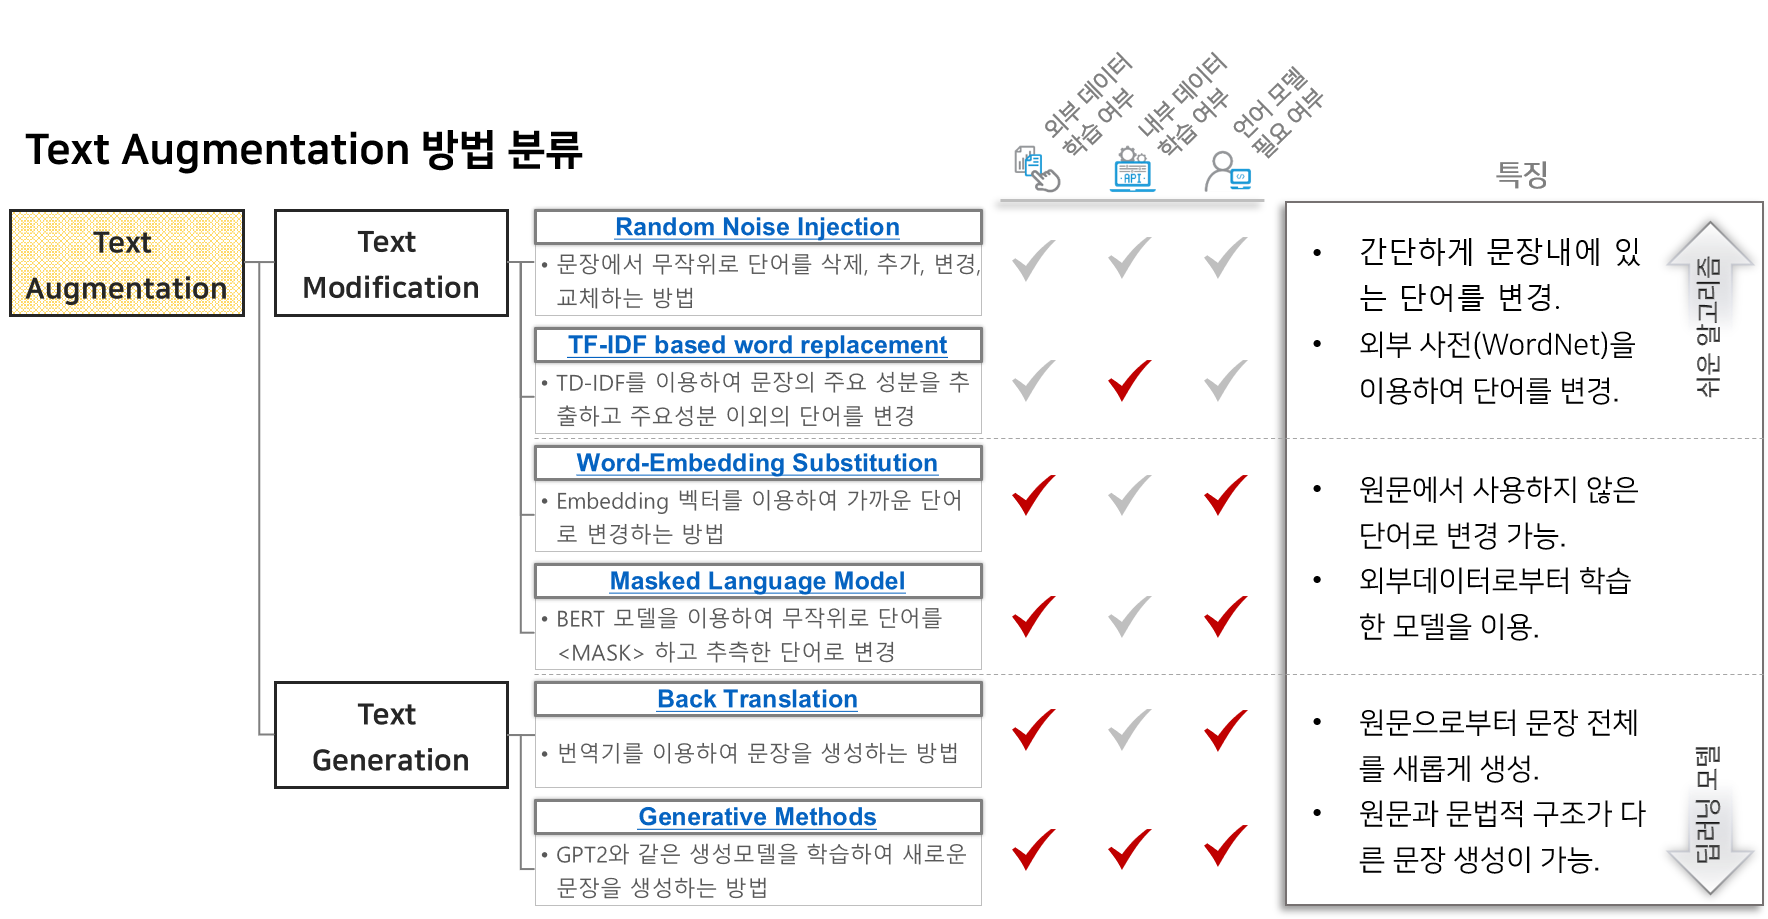 외부 데이터
학습 여부
내부 데이터
학습 여부
언어 모델
필요 여부
Text Augmentation 방법 분류
API
S
특징
Text
Augmentation
Text
Modification
Random Noise Injection
• 문장에서 무작위로 단어를 삭제, 추가, 변경,
교체하는 방법
TF-IDF based word replacement
• TD-IDF를 이용하여 문장의 주요 성분을 추
출하고 주요성분 이외의 단어를 변경
Word-Embedding Substitution
• Embedding 벡터를 이용하여 가까운 단어
로 변경하는 방법
Masked Language Model
• BERT 모델을 이용하여 무작위로 단어를
<MASK> 하고 추측한 단어로 변경
Text
Generation
Back Translation
• 번역기를 이용하여 문장을 생성하는 방법
Generative Methods
• GPT2와 같은 생성모델을 학습하여 새로운
문장을 생성하는 방법
• 간단하게 문장내에 있
는 단어를 변경.
• 외부 사전(WordNet)을
이용하여 단어를 변경.
• 원문에서 사용하지 않은
단어로 변경 가능.
• 외부데이터로부터 학습
한 모델을 이용.
• 원문으로부터 문장 전체
를 새롭게 생성.
• 원문과 문법적 구조가 다
른 문장 생성이 가능.
쉬운 알고리즘
딥러닝 모델